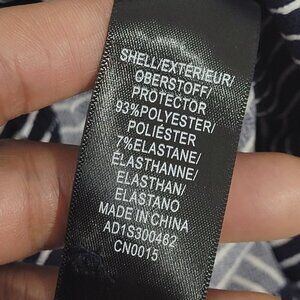 SHELL/EXTÉRIEUR/
OBERSTOFF/
PROTECTOR
93%POLYESTER/
POLIÉSTER
7%ELASTANE/
ÉLASTHANNE/
ELASTHAN/
ELASTANO
MADE IN CHINA
AD1S300462
CN0015